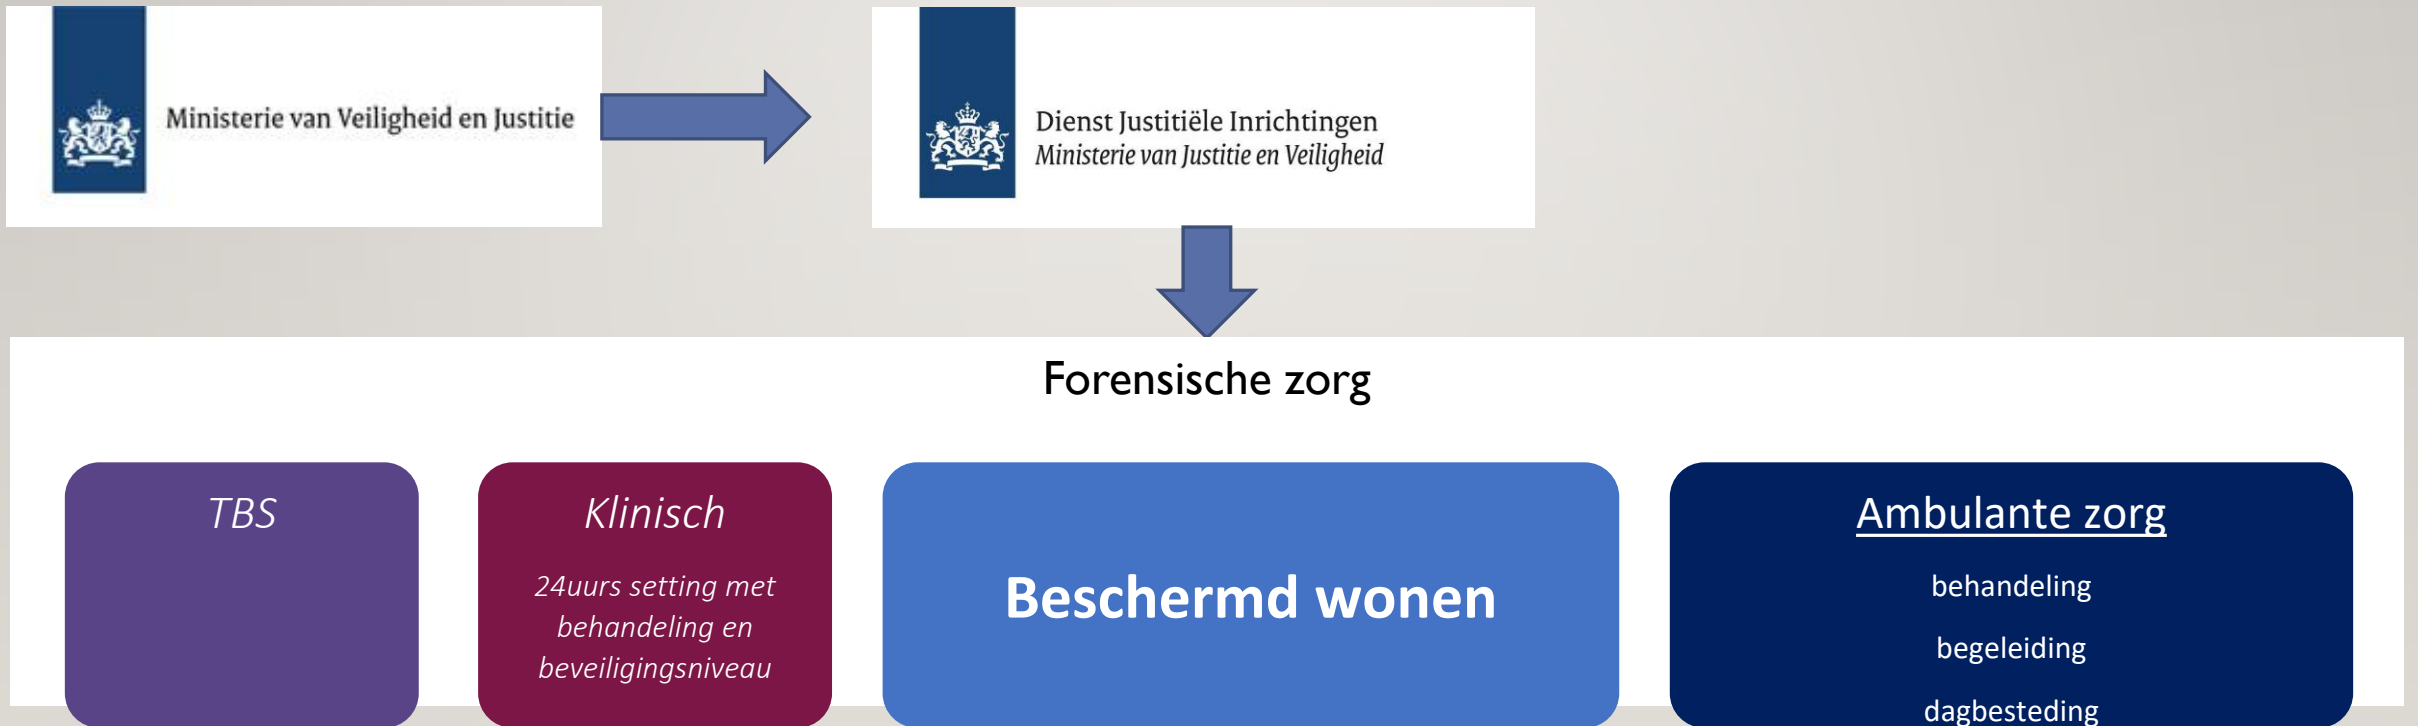 Ministerie van Veiligheid en Justitie
Dienst Justitiële Inrichtingen
Ministerie van Justitie en Veiligheid
Forensische zorg
TBS
Klinisch
24uurs setting met
behandeling en
beveiligingsniveau
Beschermd wonen
Ambulante zorg
behandeling
begeleiding
dagbesteding